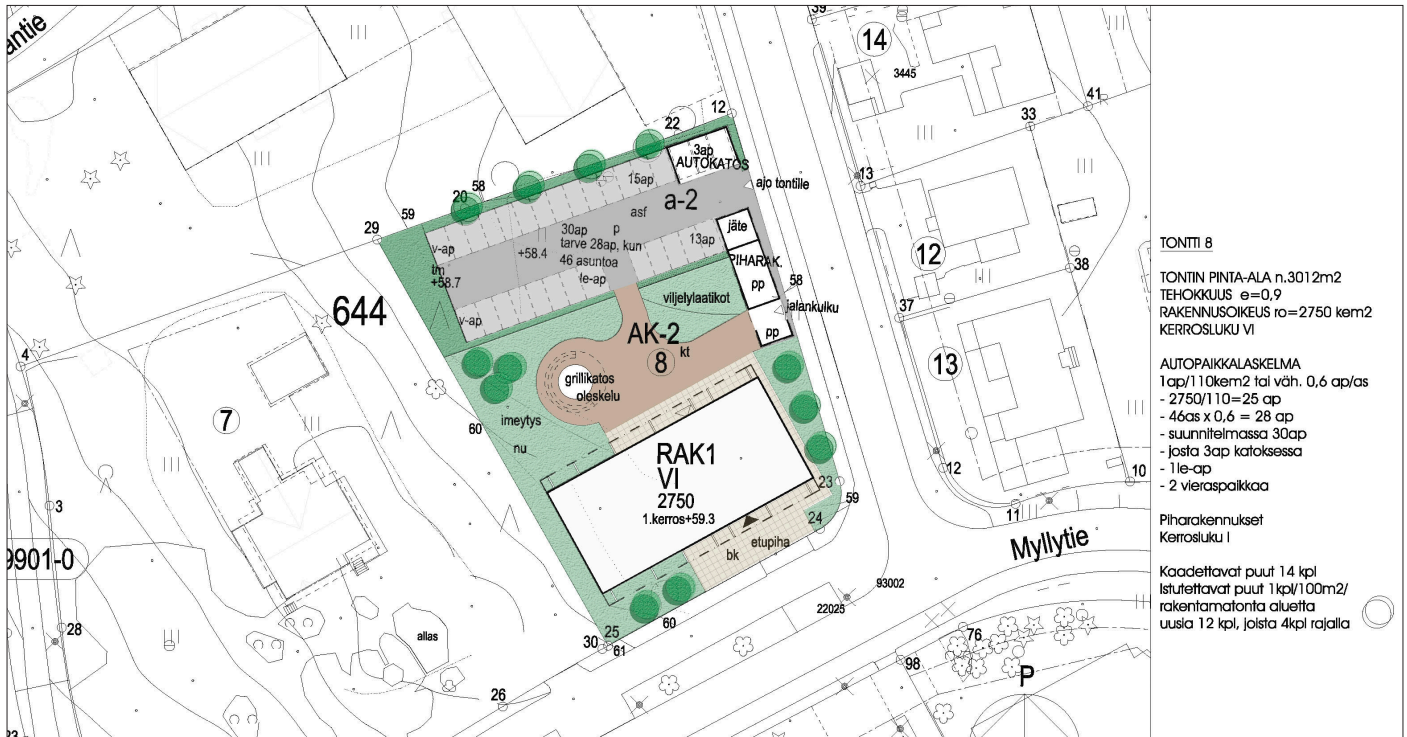 antie
39
14
3445
41
33
12
22
3ap
AUTOKATOS
13
15ap
ajo tontille
a-2
58
20
59
29
asf
30ap
p
tarve 28ap, kun
46 asuntoa
le-ap
+58.4
v-ap
tm
+58.7
v-ap
13ap
jäte
PIHARAK.
pp
58
jalankulku
pp
12
38
37
13
644
viljelylaatikot
AK-2
8
kt
4
grillikatos
oleskelu
7
imeytys
nu
60
RAK1
VI
2750
1.kerros+59.3
23
59
24
etupiha
bk
12
10
11
Myllytie
3
9901-0
93002
22025
60
28
allas
30
25
61
76
98
P
26
TONTTI 8
TONTIN PINTA-ALA n.3012m2
TEHOKKUUS e=0,9
RAKENNUSOIKEUS ro=2750 kem2
KERROSLUKU VI
AUTOPAIKKALASKELMA
1ap/110kem2 tai väh. 0,6 ap/as
- 2750/110=25 ap
- 46as x 0,6 = 28 ap
- suunnitelmassa 30ap
- josta 3ap katoksessa
- 1le-ap
- 2 vieraspaikkaa
Piharakennukset
Kerrosluku I
Kaadettavat puut 14 kpl
Istutettavat puut 1kpl/100m2/
rakentamatonta aluetta
uusia 12 kpl, joista 4kpl rajalla